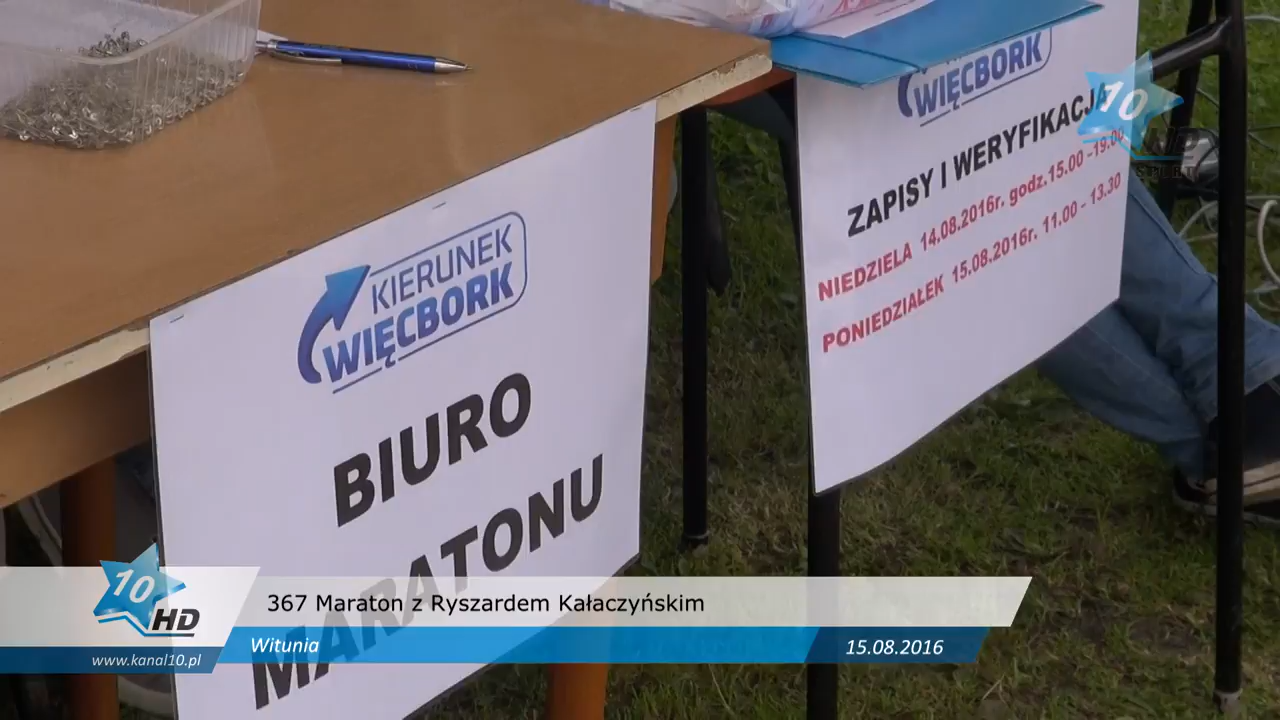 KIERUNEK
WIĘCBORK
BIURO
MARATONU
WIĘCBORK
ZAPISY I WERYFIKACJA
NIEDZIELA 14.08.2016r. godz.15.00 -19.00
PONIEDZIAŁEK 15.08.2016r. 11.00 - 13.30
10
HD
SPORT
10
HD
www.kanal10.pl
367 Maraton z Ryszardem Kałaczyńskim
Witunia
15.08.2016